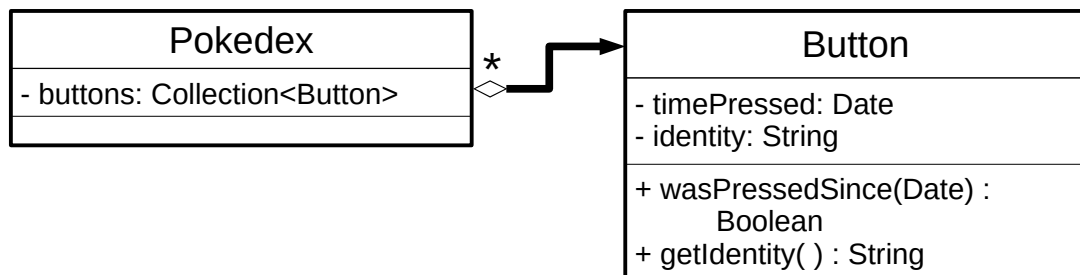 Pokedex
- buttons: Collection<Button>
*
Button
- timePressed: Date
- identity: String
+ wasPressedSince(Date) :
Boolean
+ getIdentity( ) : String